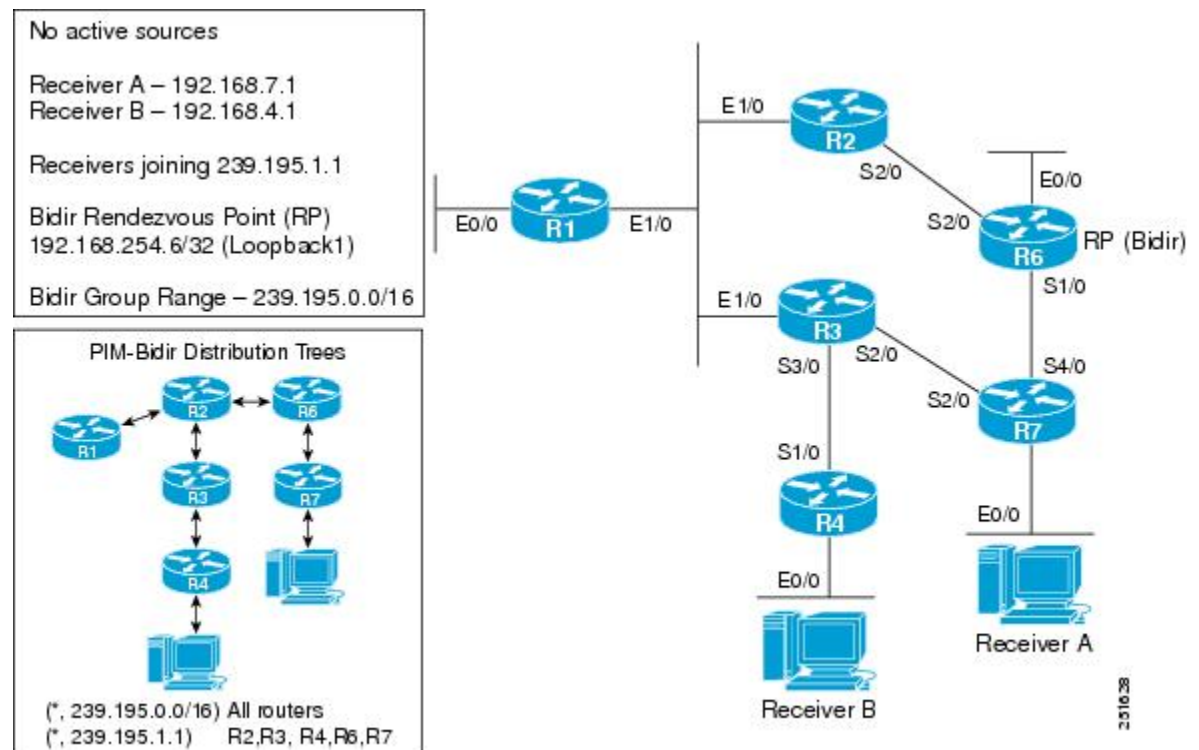 No active sources
Receiver A – 192.168.7.1
Receiver B – 192.168.4.1
Receivers joining 239.195.1.1
Bidir Rendezvous Point (RP)
192.168.254.6/32 (Loopback1)
Bidir Group Range – 239.195.0.0/16
PIM-Bidir Distribution Trees
R2
R6
R1
R3
R7
R4
(*, 239.195.0.0/16) All routers
(*, 239.195.1.1) R2,R3, R4,R6,R7
E0/0
R1
E1/0
E1/0
R2
S2/0
E0/0
S2/0
R6
RP (Bidir)
S1/0
E1/0
R3
S3/0
S2/0
S4/0
S2/0
R7
S1/0
R4
E0/0
E0/0
Receiver A
Receiver B
251638